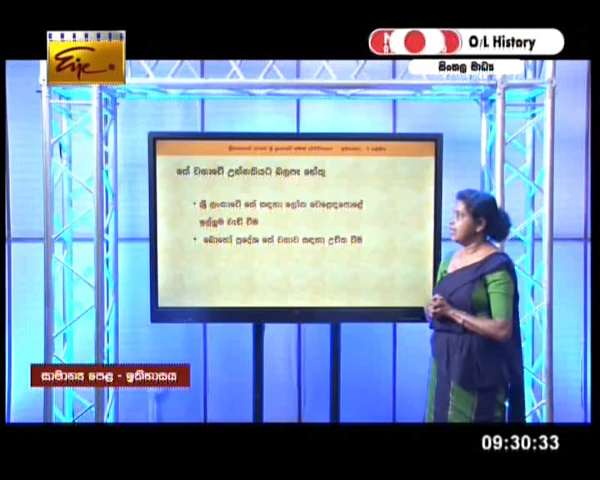 O/L History
සිංහල මාධ්‍ය
තේ වගාවේ උන්නතියට බලපෑ හේතු
• ශ්‍රී ලංකාවේ තේ සඳහා ලෝක වෙළෙඳපොළේ
ඉල්ලුම වැඩි වීම
• බොහෝ ප්‍රදේශ තේ වගාව සඳහා උචිත වීම
සාමාන්‍ය පෙළ - ඉතිහාසය
09:30:33